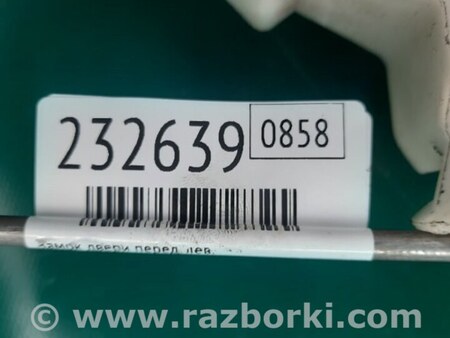 232639
0858
замок двери перед лев.
© www.razborki.com